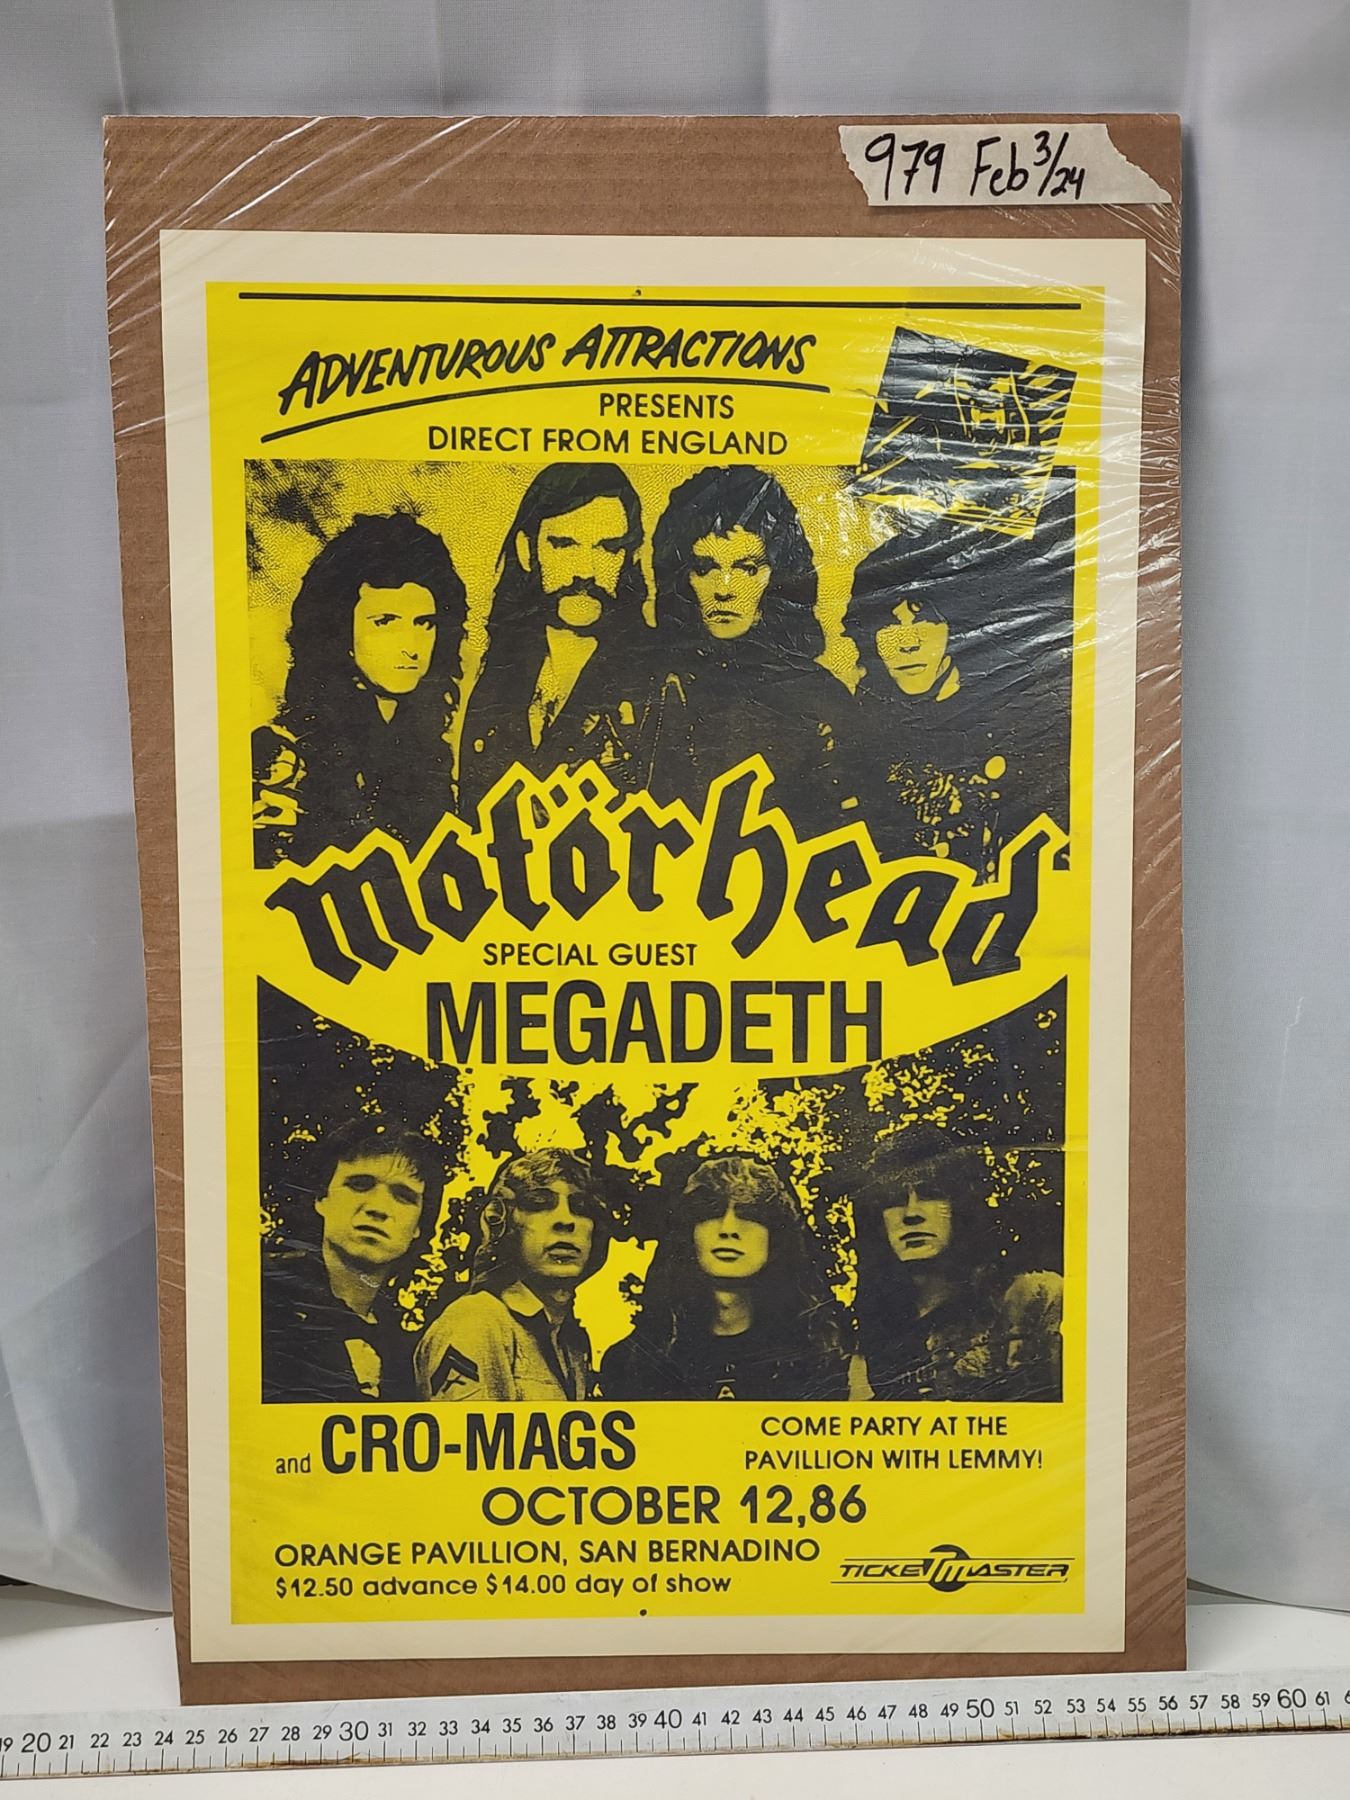 979 Feb 3/24
ADVENTUROUS ATTRACTIONS
PRESENTS
DIRECT FROM ENGLAND
motörhead
SPECIAL GUEST
MEGADETH
and CRO-MAGS
COME PARTY AT THE
PAVILLION WITH LEMMY!
OCTOBER 12,86
ORANGE PAVILLION, SAN BERNADINO
$12.50 advance $14.00 day of show
TICKETMASTER
20 21 22 23 24 25 26 27 28 29 30 31 32 33 34 35 36 37 38 39 40 41 42 43 44 45 46 47 48 49 50 51 52 53 54 55 56 57 58 59 60 61